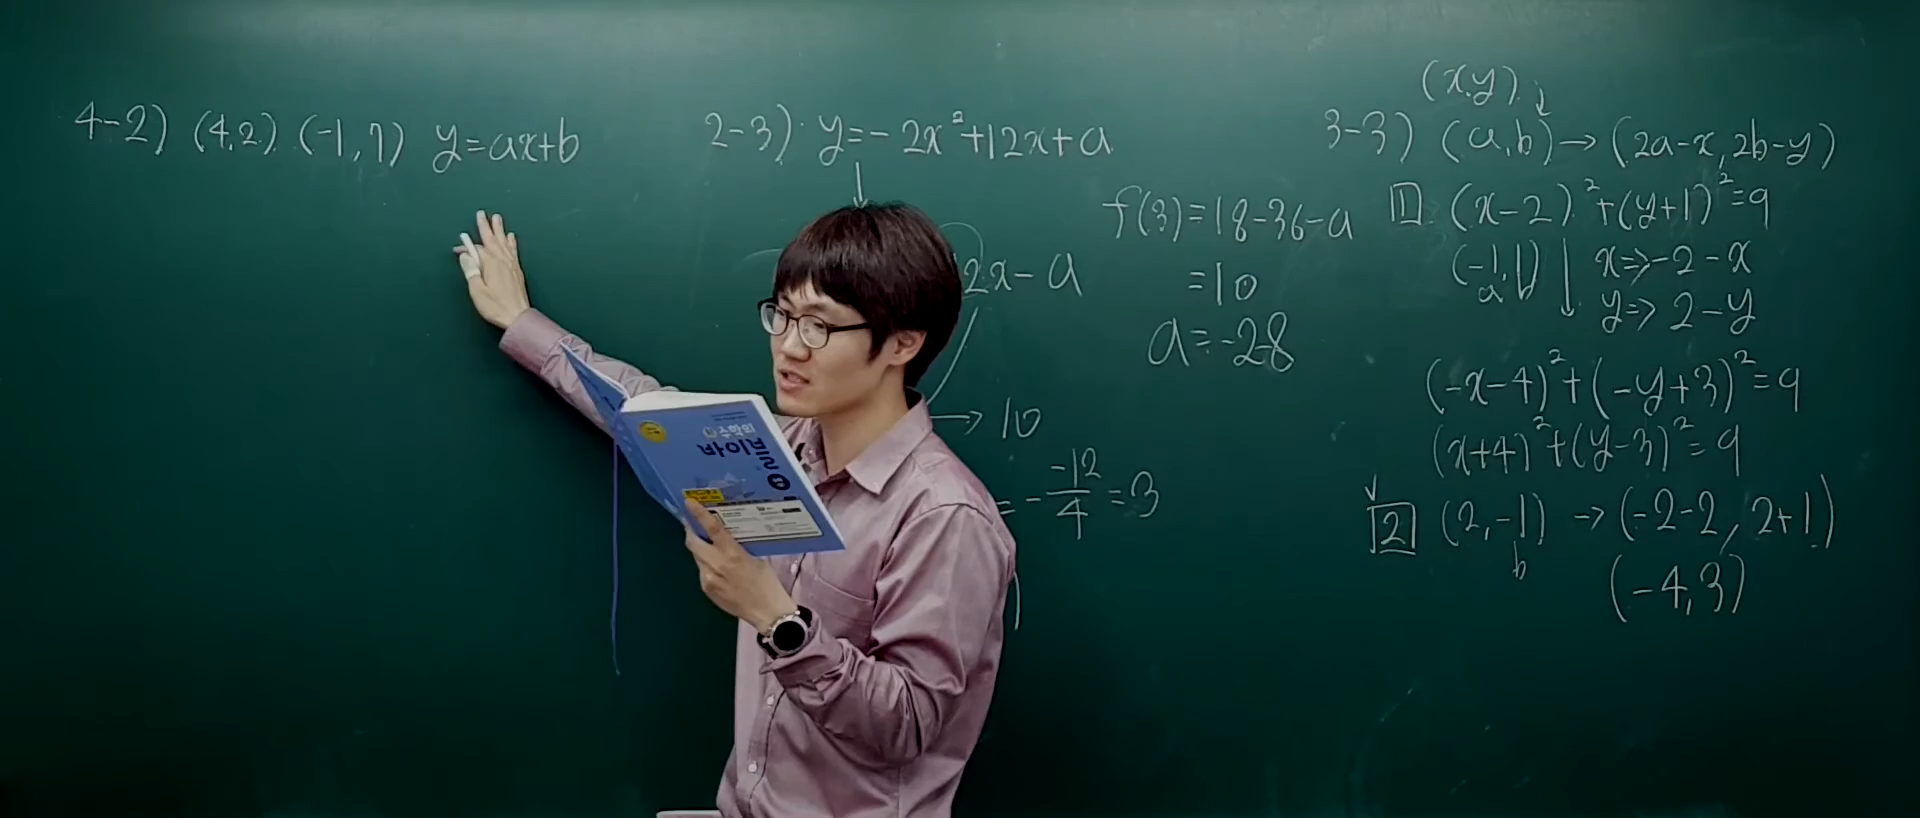 4-2) (4,2) (-1,7) y=ax+b
2-3) y=-2x²+12x+a
2x-a
→10
=-\frac{-12}{4}=3
f(3)=18-36-a
=10
a=-28
(x,y)↓
3-3) (a,b)→(2a-x,2b-y)
1 (x-2)²+(y+1)²=9
(-1,1) x⇒-2-x
a
y⇒2-y
(-x-4)²+(-y+3)²=9
(x+4)²+(y-3)²=9
2 (2,-1) →(-2-2,2+1)
b
(-4,3)
수학의
바이블